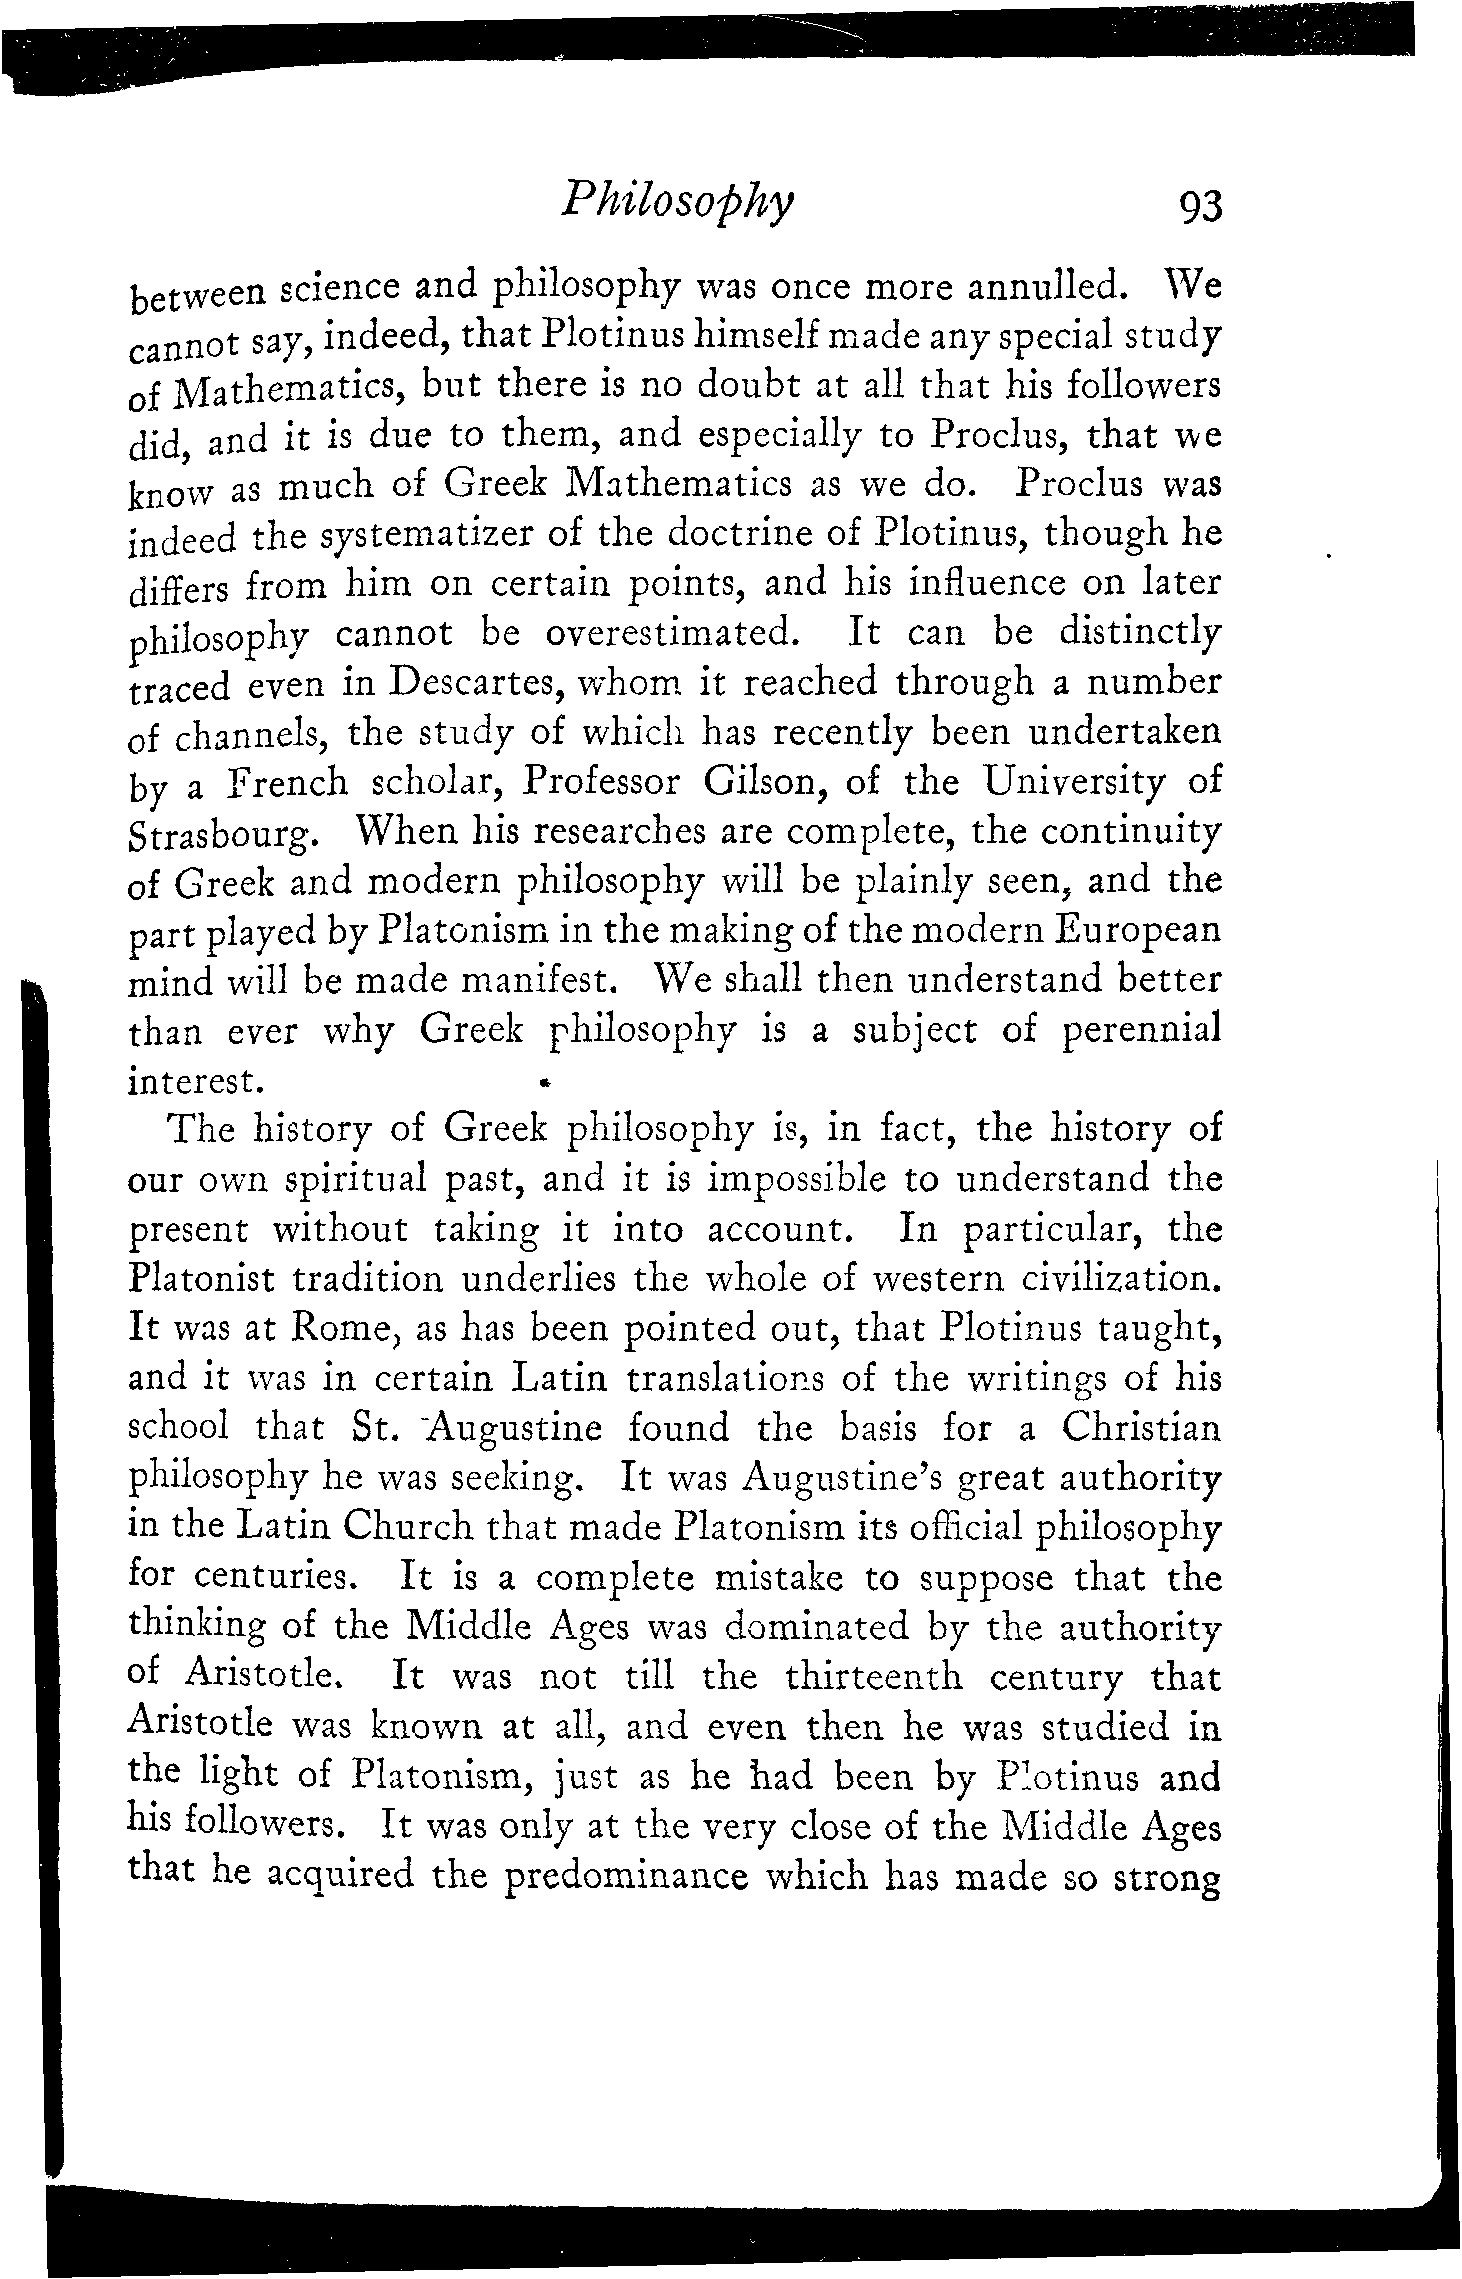 Philosophy 93
between science and philosophy was once more annulled. We
cannot say, indeed, that Plotinus himself made any special study
of Mathematics, but there is no doubt at all that his followers
did, and it is due to them, and especially to Proclus, that we
know as much of Greek Mathematics as we do. Proclus was
indeed the systematizer of the doctrine of Plotinus, though he
differs from him on certain points, and his influence on later
philosophy cannot be overestimated. It can be distinctly
traced even in Descartes, whom it reached through a number
of channels, the study of which has recently been undertaken
by a French scholar, Professor Gilson, of the University of
Strasbourg. When his researches are complete, the continuity
of Greek and modern philosophy will be plainly seen, and the
part played by Platonism in the making of the modern European
mind will be made manifest. We shall then understand better
than ever why Greek philosophy is a subject of perennial
interest.
The history of Greek philosophy is, in fact, the history of
our own spiritual past, and it is impossible to understand the
present without taking it into account. In particular, the
Platonist tradition underlies the whole of western civilization.
It was at Rome, as has been pointed out, that Plotinus taught,
and it was in certain Latin translations of the writings of his
school that St. Augustine found the basis for a Christian
philosophy he was seeking. It was Augustine's great authority
in the Latin Church that made Platonism its official philosophy
for centuries. It is a complete mistake to suppose that the
thinking of the Middle Ages was dominated by the authority
of Aristotle. It was not till the thirteenth century that
Aristotle was known at all, and even then he was studied in
the light of Platonism, just as he had been by Plotinus and
his followers. It was only at the very close of the Middle Ages
that he acquired the predominance which has made so strong